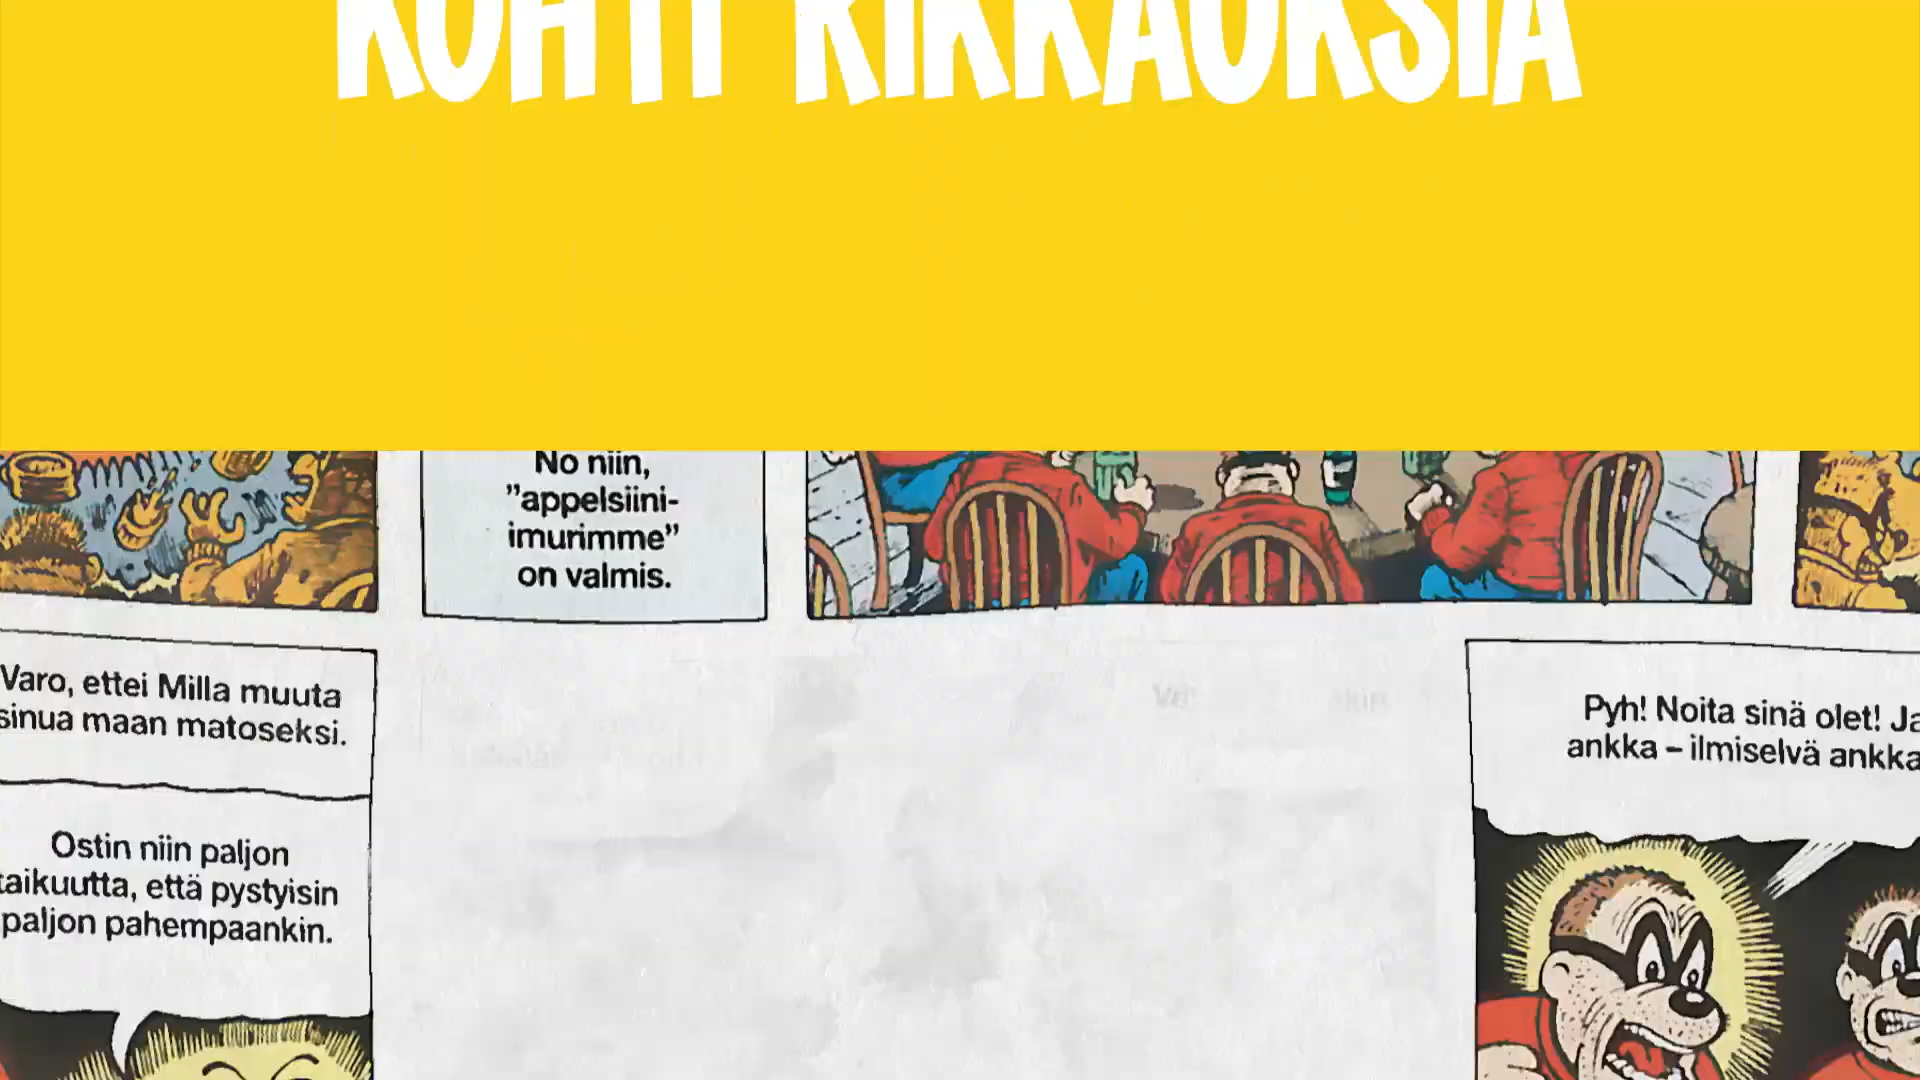 KOHTI RIKKAUKSIA
No niin,
”appelsiini-
imurimme”
on valmis.
Varo, ettei Milla muuta
sinua maan matoseksi.
Ostin niin paljon
taikuutta, että pystyisin
paljon pahempaankin.
Pyh! Noita sinä olet! Ja
ankka – ilmiselvä ankka